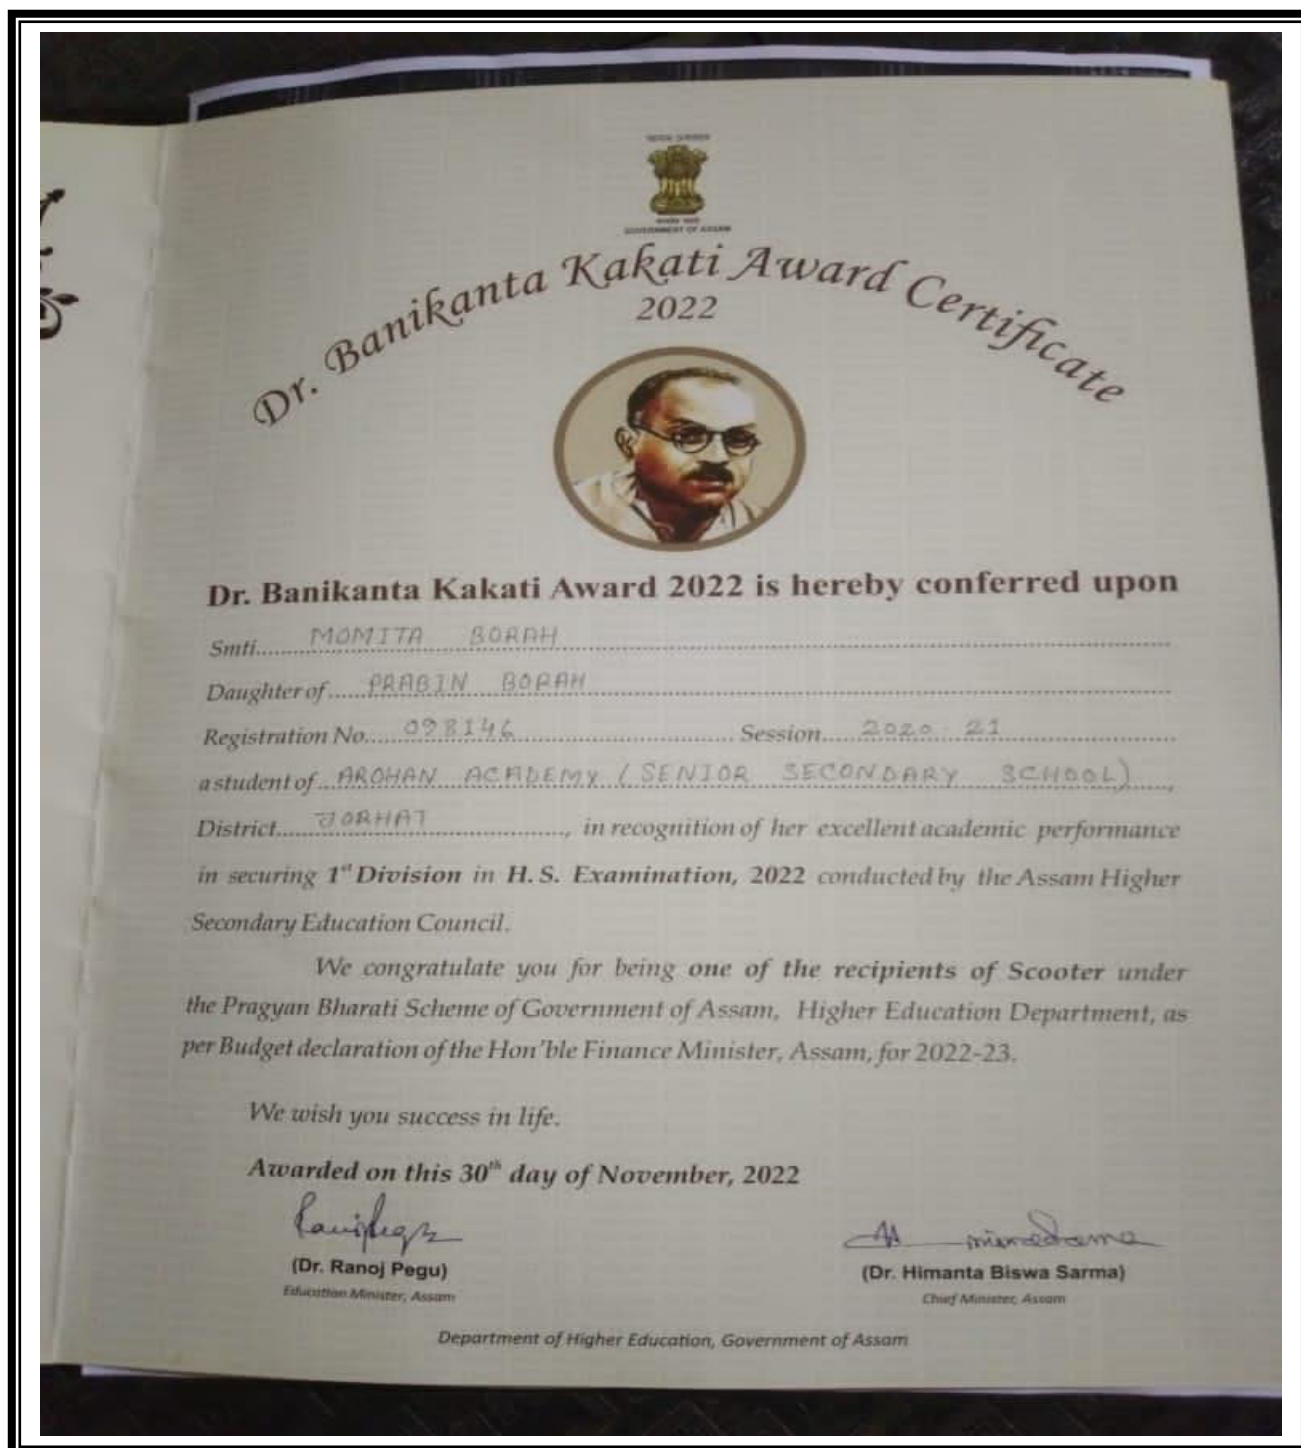 GOVERNMENT OF ASSAM
Dr. Banikanta Kakati Award Certificate
2022
Dr. Banikanta Kakati Award 2022 is hereby conferred upon
Smti......MOMITA BORAH
Daughter of......PRABIN BORAH
Registration No......098146 Session......2020-21
a student of...AROHAN ACADEMY (SENIOR SECONDARY SCHOOL),
District......JORHAT......, in recognition of her excellent academic performance
in securing 1st Division in H. S. Examination, 2022 conducted by the Assam Higher
Secondary Education Council.
We congratulate you for being one of the recipients of Scooter under
the Pragyan Bharati Scheme of Government of Assam, Higher Education Department, as
per Budget declaration of the Hon'ble Finance Minister, Assam, for 2022-23.
We wish you success in life.
Awarded on this 30th day of November, 2022
(Dr. Ranoj Pegu)
Education Minister, Assam
(Dr. Himanta Biswa Sarma)
Chief Minister, Assam
Department of Higher Education, Government of Assam